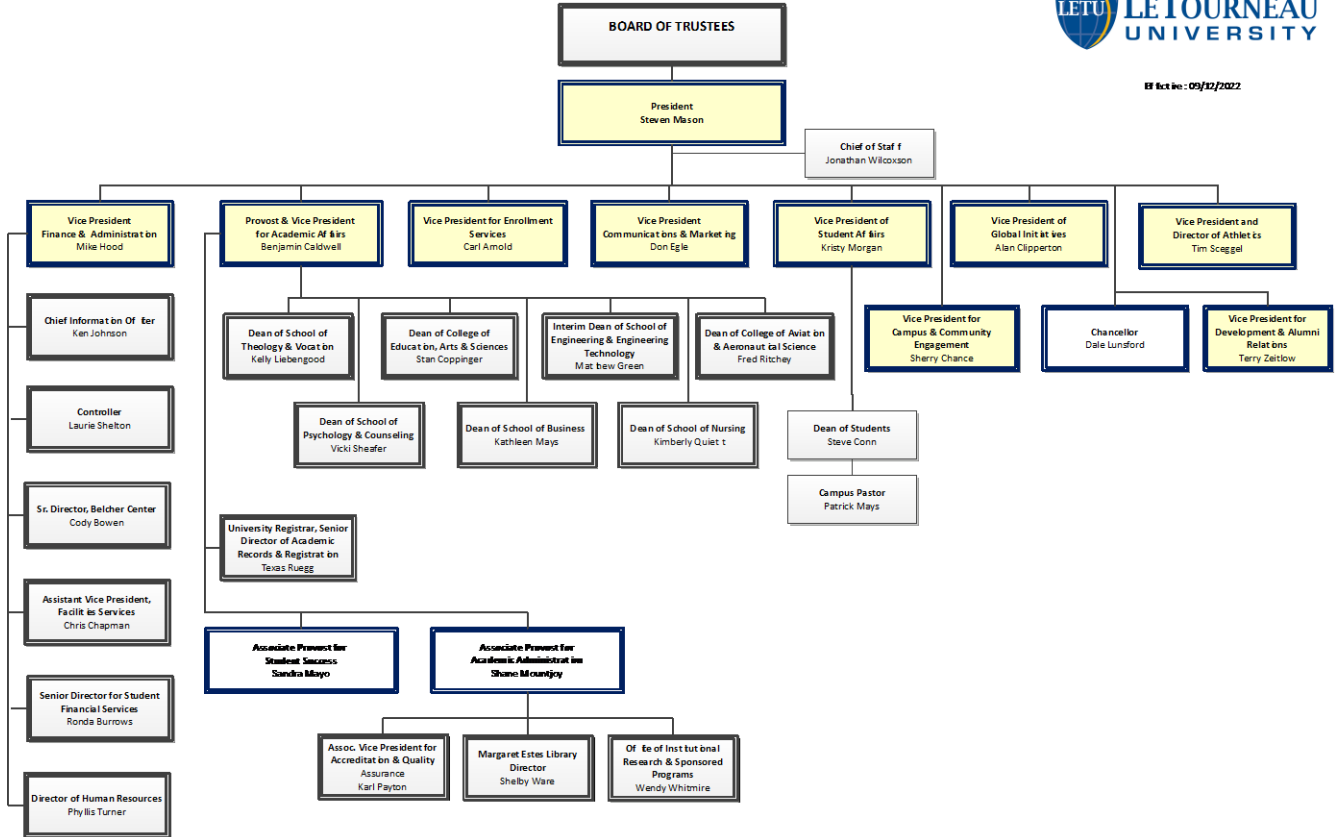 BOARD OF TRUSTEES
LETU
LETOURNEAU
UNIVERSITY
Effective: 09/12/2022
President
Steven Mason
Chief of Staf f
Jonathan Wilcoxson
Vice President
Finance & Administration
Mike Hood
Provost & Vice President
for Academic Affairs
Benjamin Caldwell
Vice President for Enrollment
Services
Carl Arnold
Vice President
Communications & Marketing
Don Egle
Vice President of
Student Affairs
Kristy Morgan
Vice President of
Global Initiatives
Alan Clipperton
Vice President and
Director of Athletics
Tim Sceggel
Chief Information Officer
Ken Johnson
Dean of School of
Theology & Vocation
Kelly Liebengood
Dean of College of
Education, Arts & Sciences
Stan Coppinger
Interim Dean of School of
Engineering & Engineering
Technology
Matthew Green
Dean of College of Aviation
& Aeronautical Science
Fred Ritchey
Vice President for
Campus & Community
Engagement
Sherry Chance
Chancellor
Dale Lunsford
Vice President for
Development & Alumni
Relations
Terry Zeitlow
Controller
Laurie Shelton
Dean of School of
Psychology & Counseling
Vicki Sheafer
Dean of School of Business
Kathleen Mays
Dean of School of Nursing
Kimberly Quiet t
Dean of Students
Steve Conn
Campus Pastor
Patrick Mays
Sr. Director, Belcher Center
Cody Bowen
University Registrar, Senior
Director of Academic
Records & Registration
Texas Ruegg
Assistant Vice President,
Facilities Services
Chris Chapman
Associate Provost for
Student Success
Sandra Mayo
Associate Provost for
Academic Administration
Shane Mountjoy
Senior Director for Student
Financial Services
Ronda Burrows
Assoc. Vice President for
Accreditation & Quality
Assurance
Karl Payton
Margaret Estes Library
Director
Shelby Ware
Office of Institutional
Research & Sponsored
Programs
Wendy Whitmire
Director of Human Resources
Phyllis Turner